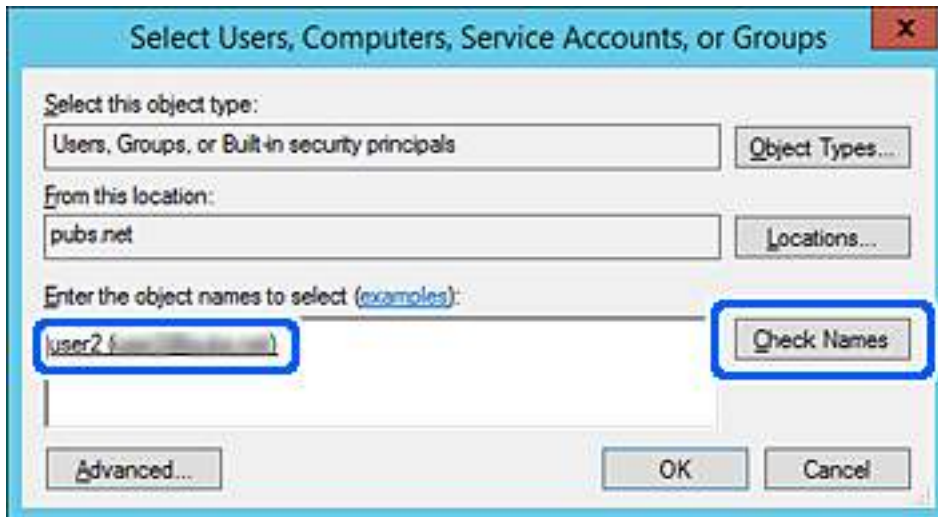 Select Users, Computers, Service Accounts, or Groups
x
Select this object type:
Users, Groups, or Built-in security principals
Object Types...
From this location:
pubs.net
Locations...
Enter the object names to select (examples):
user2 (
)
Check Names
Advanced...
OK
Cancel